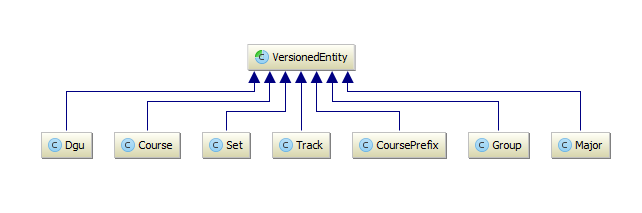 C VersionedEntity
C Dgu C Course C Set C Track C CoursePrefix C Group C Major